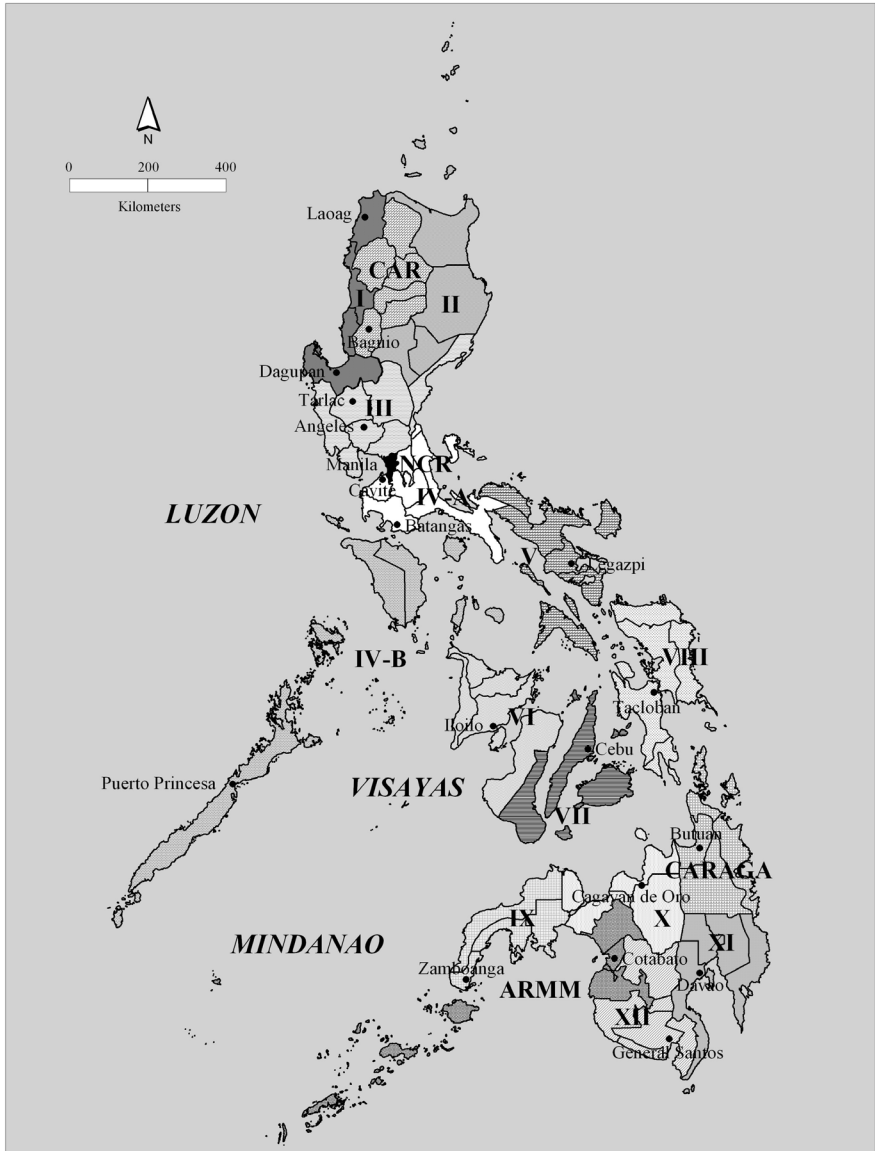 N
0 200 400
Kilometers
Laoag
CAR
I
II
Baguio
Dagupan
Tarlac
III
Angeles
Manila
NCR
Cavite
IV-A
LUZON
Batangas
V
Legazpi
IV-B
VIII
Tacloban
Iloilo
VI
Cebu
Puerto Princesa
VISAYAS
VII
Butuan
CARAGA
Cagayan de Oro
IX
X
MINDANAO
XI
Cotabato
Zamboanga
Davao
ARMM
XII
General Santos